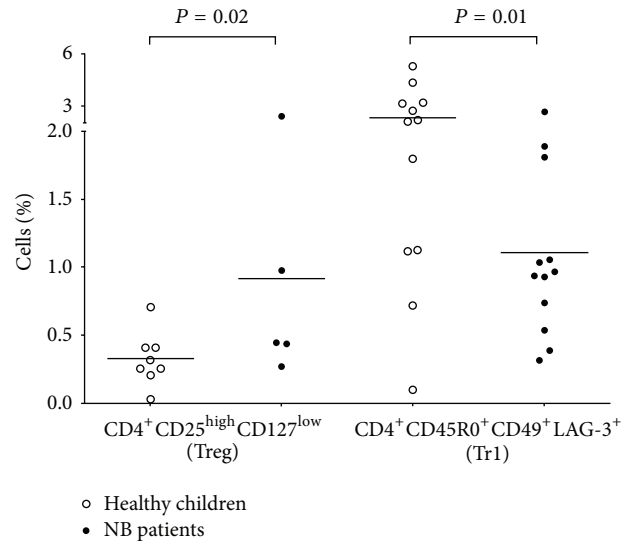 P = 0.02
P = 0.01
6
3
2.0
1.5
1.0
0.5
0.0
Cells (%)
CD4⁺CD25ʰⁱᵍʰCD127ˡᵒʷ
(Treg)
CD4⁺CD45R0⁺CD49⁺LAG-3⁺
(Tr1)
Healthy children
NB patients